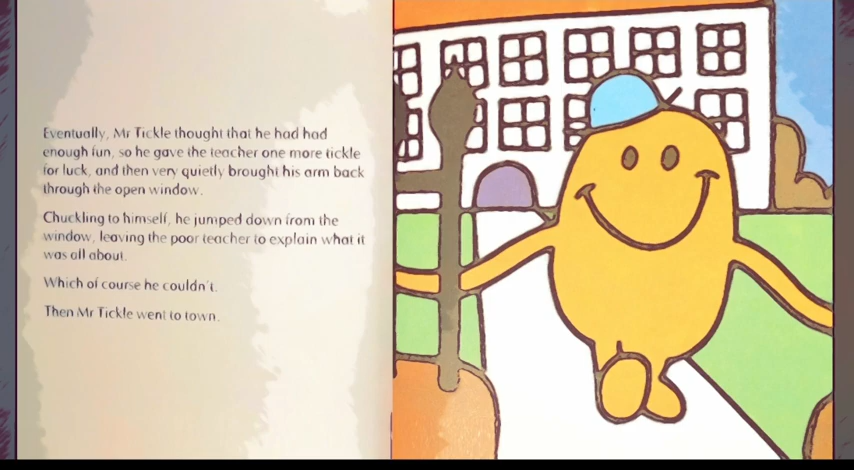 Eventually, Mr Tickle thought that he had had
enough fun, so he gave the teacher one more tickle
for luck, and then very quietly brought his arm back
through the open window.
Chuckling to himself, he jumped down from the
window, leaving the poor teacher to explain what it
was all about.
Which of course he couldn't.
Then Mr Tickle went to town.